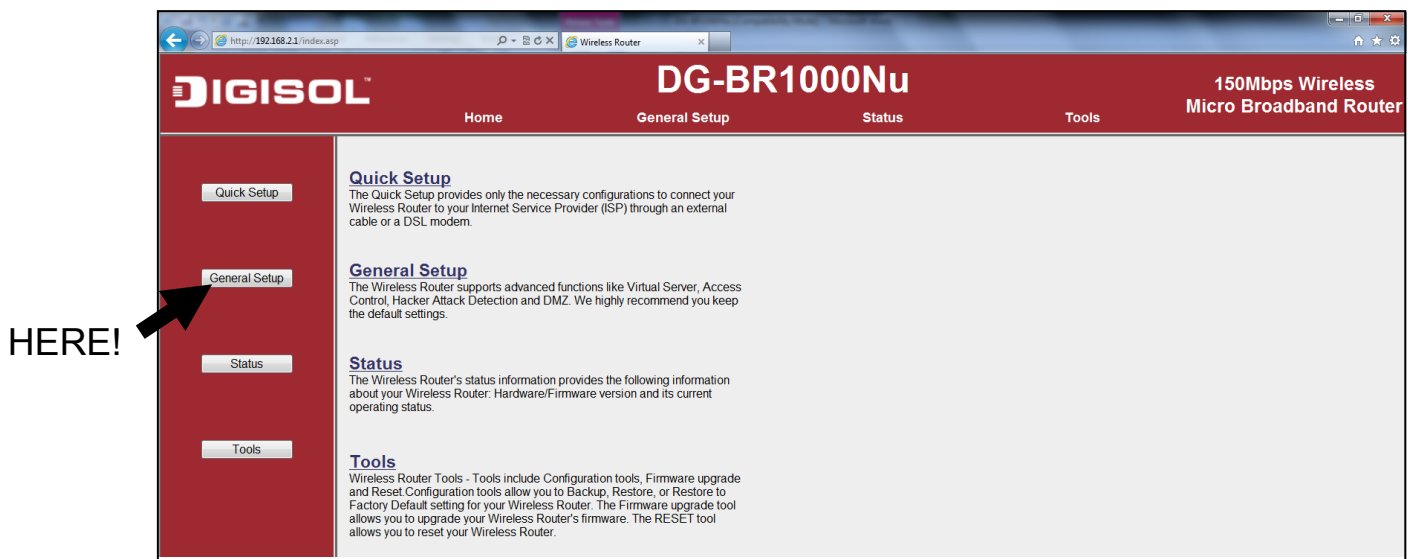 http://192.168.2.1/index.asp
Wireless Router
DIGISOL™
DG-BR1000Nu
150Mbps Wireless
Micro Broadband Router
Home General Setup Status Tools
Quick Setup
Quick Setup
The Quick Setup provides only the necessary configurations to connect your
Wireless Router to your Internet Service Provider (ISP) through an external
cable or a DSL modem.
General Setup
General Setup
The Wireless Router supports advanced functions like Virtual Server, Access
Control, Hacker Attack Detection and DMZ. We highly recommend you keep
the default settings.
HERE!
Status
Status
The Wireless Router's status information provides the following information
about your Wireless Router: Hardware/Firmware version and its current
operating status.
Tools
Tools
Wireless Router Tools - Tools include Configuration tools, Firmware upgrade
and Reset.Configuration tools allow you to Backup, Restore, or Restore to
Factory Default setting for your Wireless Router. The Firmware upgrade tool
allows you to upgrade your Wireless Router's firmware. The RESET tool
allows you to reset your Wireless Router.